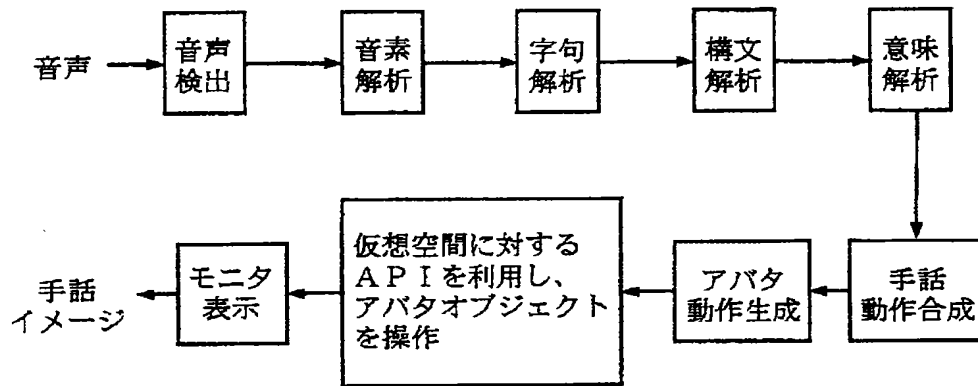 音声
音声
検出
音素
解析
字句
解析
構文
解析
意味
解析
手話
動作合成
アバタ
動作生成
仮想空間に対する
ＡＰＩを利用し、
アバタオブジェクト
を操作
モニタ
表示
手話
イメージ